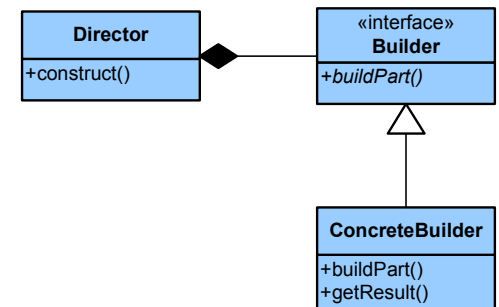 Director
+construct()
«interface»
Builder
+buildPart()
ConcreteBuilder
+buildPart()
+getResult()